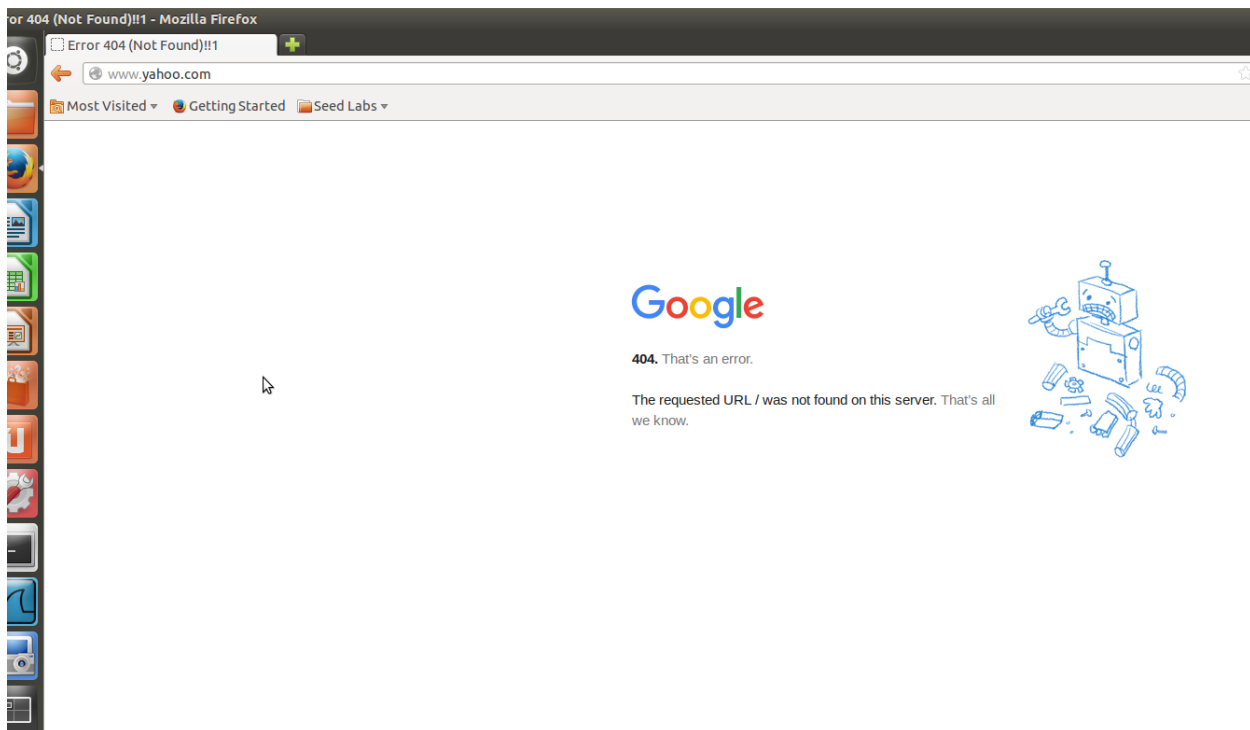 ror 404 (Not Found)!!1 - Mozilla Firefox
Error 404 (Not Found)!!1
www.yahoo.com
Most Visited Getting Started Seed Labs
Google
404. That's an error.
The requested URL / was not found on this server. That's all
we know.